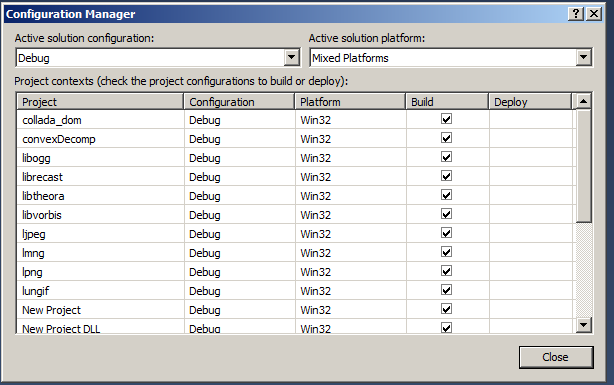 Configuration Manager
Active solution configuration: Active solution platform:
Debug Mixed Platforms
Project contexts (check the project configurations to build or deploy):
Project Configuration Platform Build Deploy
collada_dom Debug Win32
convexDecomp Debug Win32
libogg Debug Win32
librecast Debug Win32
libtheora Debug Win32
libvorbis Debug Win32
ljpeg Debug Win32
lmng Debug Win32
lpng Debug Win32
lungif Debug Win32
New Project Debug Win32
New Project DLL Debug Win32
Close